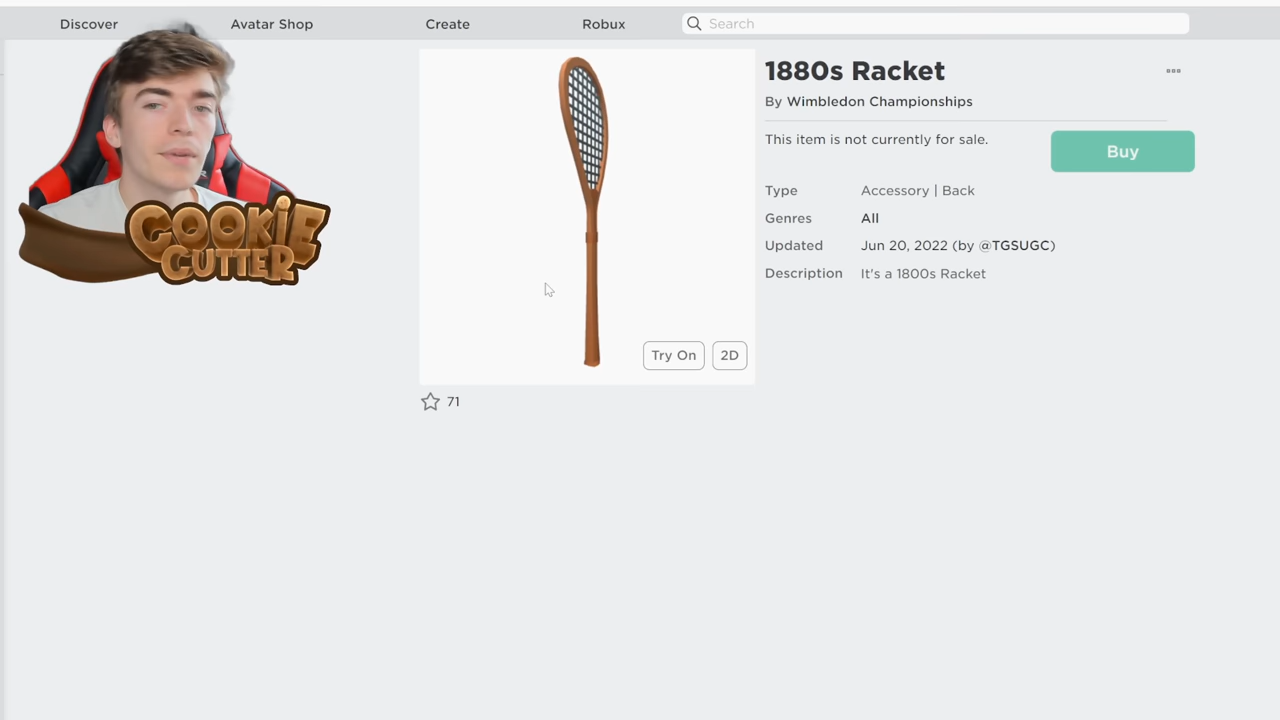 Discover
Avatar Shop
Create
Robux
Search
COOKIE
CUTTER
1880s Racket
By Wimbledon Championships
This item is not currently for sale.
Buy
Type
Accessory | Back
Genres
All
Updated
Jun 20, 2022 (by @TGSUGC)
Description
It's a 1800s Racket
Try On
2D
71